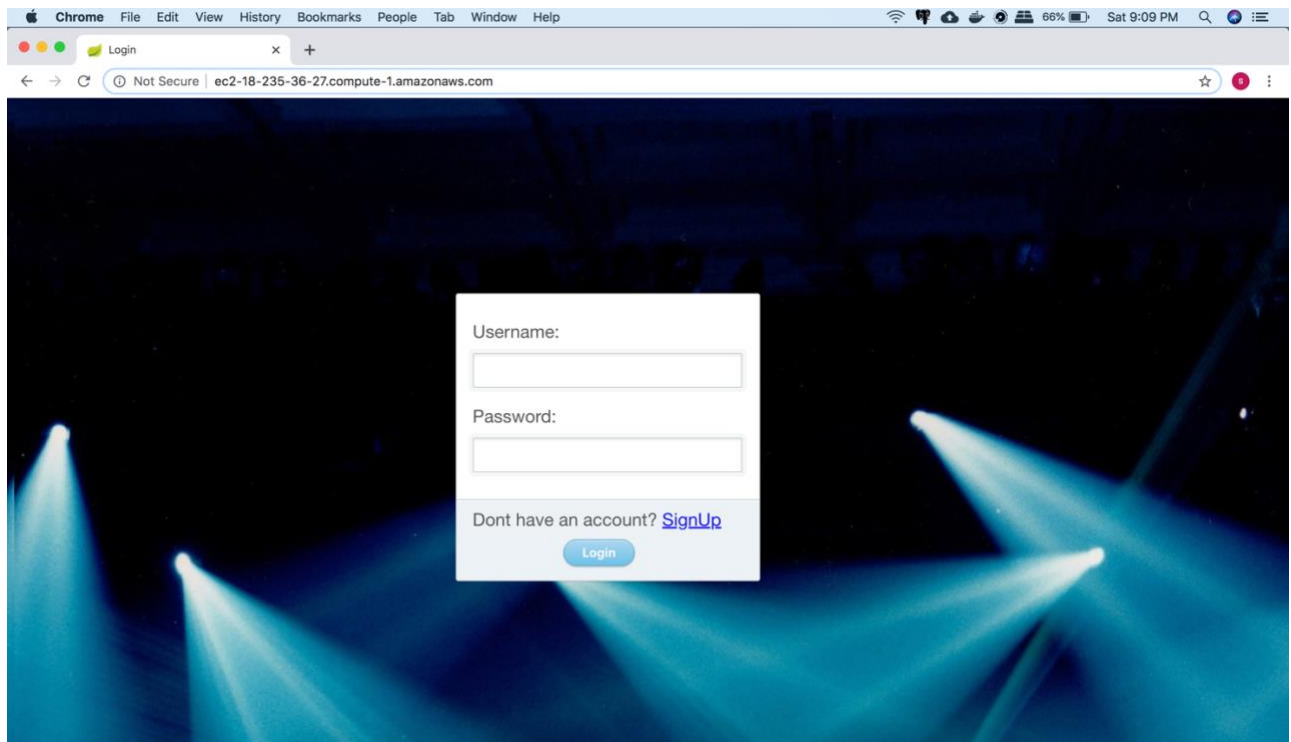 Chrome File Edit View History Bookmarks People Tab Window Help 66% Sat 9:09 PM
Login
Not Secure ec2-18-235-36-27.compute-1.amazonaws.com s
Username:
Password:
Dont have an account? SignUp
Login